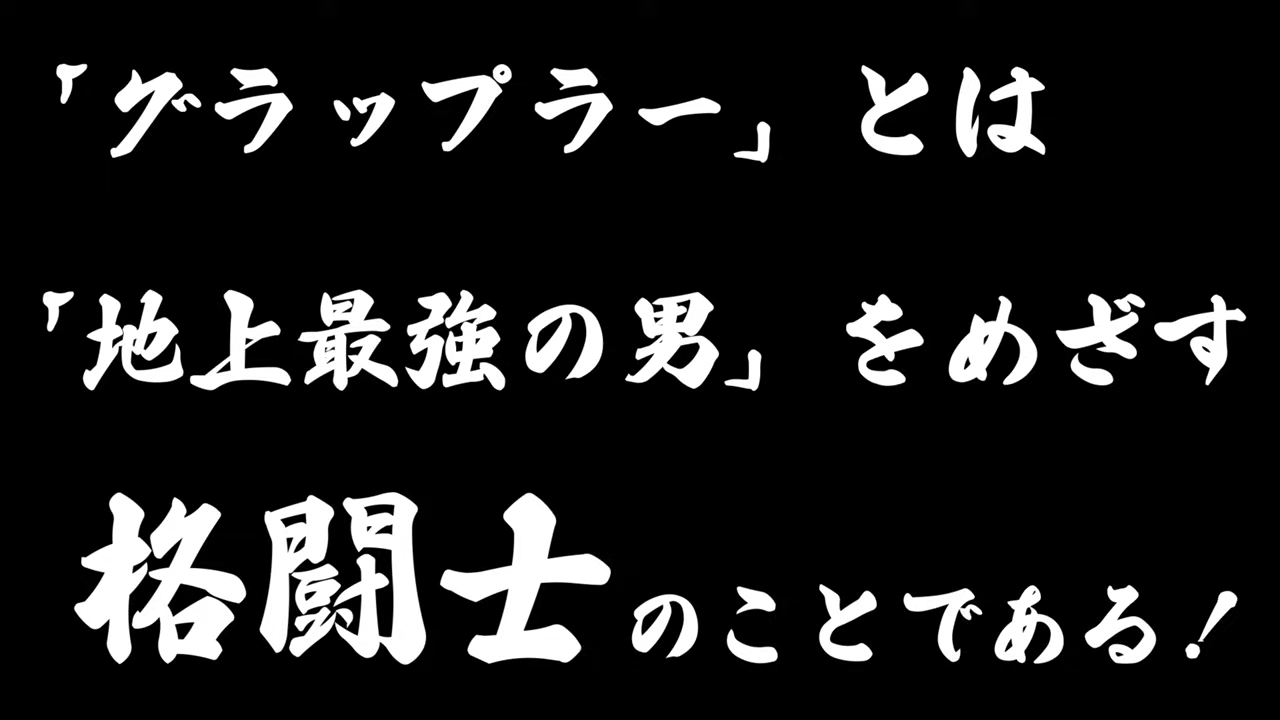 「グラップラー」とは
「地上最強の男」をめざす
格闘士のことである!